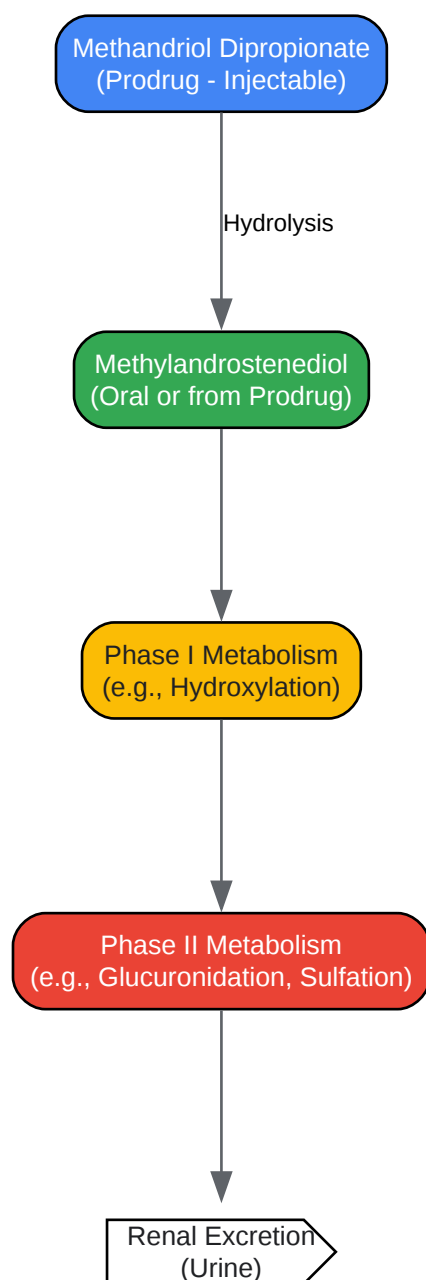 Methandriol Dipropionate
(Prodrug - Injectable)
Hydrolysis
Methylandrostenediol
(Oral or from Prodrug)
Phase I Metabolism
(e.g., Hydroxylation)
Phase II Metabolism
(e.g., Glucuronidation, Sulfation)
Renal Excretion
(Urine)